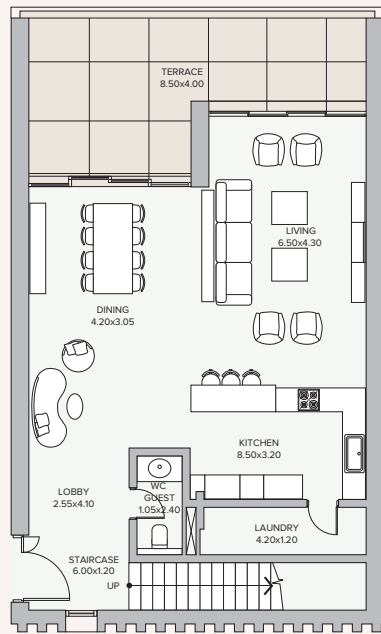 TERRACE
8.50x4.00
LIVING
6.50x4.30
DINING
4.20x3.05
KITCHEN
8.50x3.20
WC
GUEST
1.05x2.40
LOBBY
2.55x4.10
LAUNDRY
4.20x1.20
STAIRCASE
6.00x1.20
UP